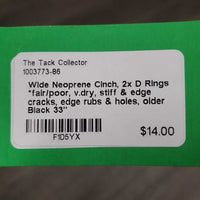 The Tack Collector
1003773-86
Wide Neoprene Cinch, 2x D Rings
*fair/poor, v.dry, stiff & edge
cracks, edge rubs & holes, older
Black 33"
$14.00
F1D5YX